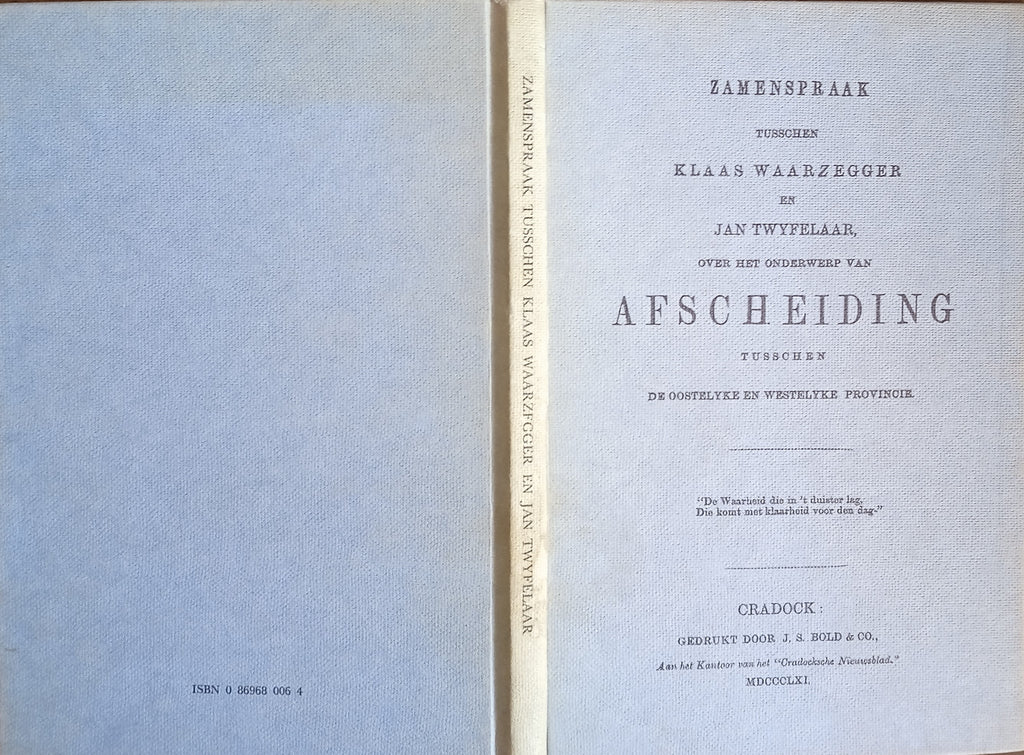 ISBN 0 86968 006 4
ZAMENSPRAAK TUSSCHEN KLAAS WAARZEGGER EN JAN TWYFELAAR
ZAMENSPRAAK
TUSSCHEN
KLAAS WAARZEGGER
EN
JAN TWYFELAAR,
OVER HET ONDERWERP VAN
AFSCHEIDING
TUSSCHEN
DE OOSTELYKE EN WESTELYKE PROVINCIE.
"De Waarheid die in 't duister lag,
Die komt met klaarheid voor den dag."
CRADOCK:
GEDRUKT DOOR J. S. BOLD & CO.,
Aan het Kantoor van het "Cradocksche Nieuwsblad."
MDCCCLXI.